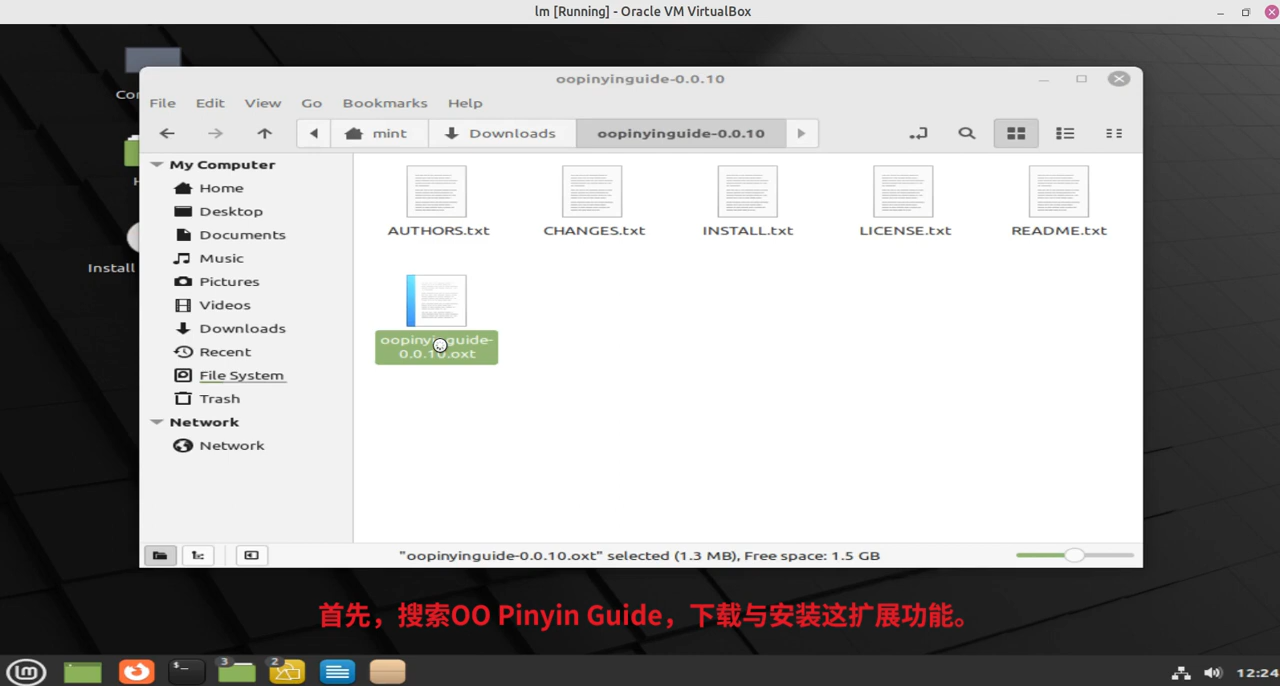 lm [Running] - Oracle VM VirtualBox
oopinyinguide-0.0.10
File Edit View Go Bookmarks Help
mint Downloads oopinyinguide-0.0.10
My Computer
Home
Desktop
Documents
Music
Pictures
Videos
Downloads
Recent
File System
Trash
Network
Network
AUTHORS.txt CHANGES.txt INSTALL.txt LICENSE.txt README.txt
oopinyinguide-
0.0.10.oxt
Install
"oopinyinguide-0.0.10.oxt" selected (1.3 MB), Free space: 1.5 GB
首先，搜索OO Pinyin Guide，下载与安装这扩展功能。
lm 3 2 12:24